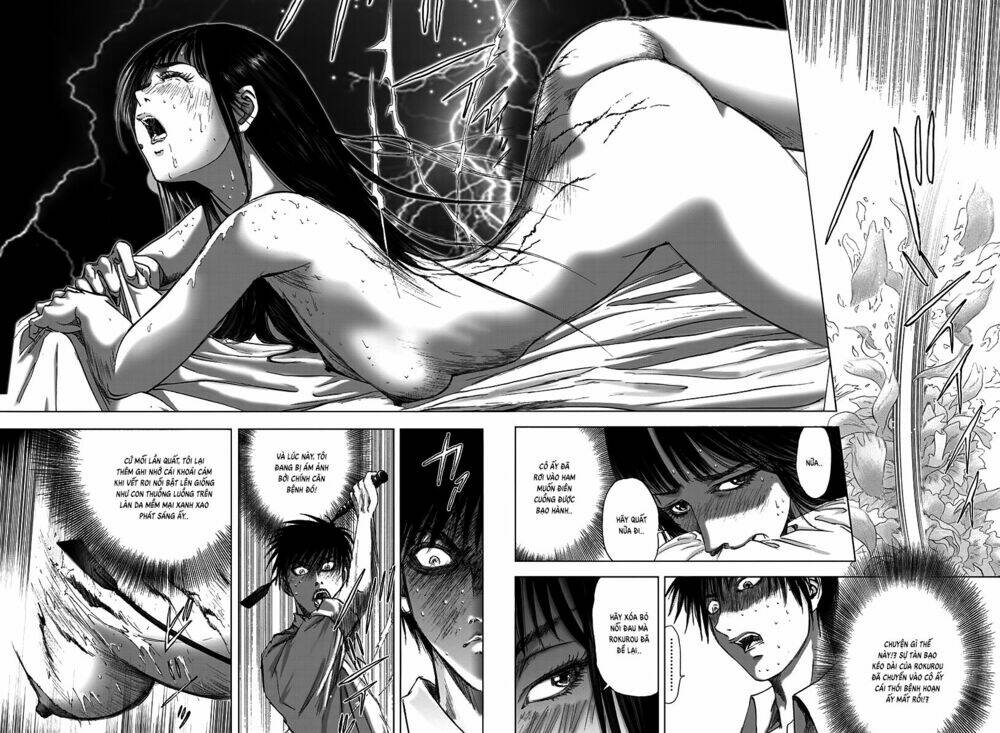 NỮA..
CÔ ẤY ĐÃ
RƠI VÀO HAM
MUỐN ĐIÊN
CUỒNG ĐƯỢC
BẠO HÀNH..
HÃY QUẤT
NỮA ĐI..
CHUYỆN GÌ THẾ
NÀY!? SỰ TÀN BẠO
KÉO DÀI CỦA ROKUROU
ĐÃ CHUYỂN VÀO CÔ ẤY
CÁI THÓI BỆNH HOẠN
ẤY MẤT RỒI!?
..........
HÃY XÓA BỎ
NỖI ĐAU MÀ
ROKUROU ĐÃ
ĐỂ LẠI..
VÀ LÚC NÀY, TÔI
ĐANG BỊ ÁM ẢNH
BỞI CHÍNH CĂN
BỆNH ĐÓ!
CỨ MỖI LẦN QUẤT, TÔI LẠI
THÊM GHI NHỚ CÁI KHOÁI CẢM
KHI VẾT ROI NỔI BẬT LÊN GIỐNG
NHƯ CON THUỒNG LUỒNG TRÊN
LÀN DA MỀM MẠI XANH XAO
PHÁT SÁNG ẤY..